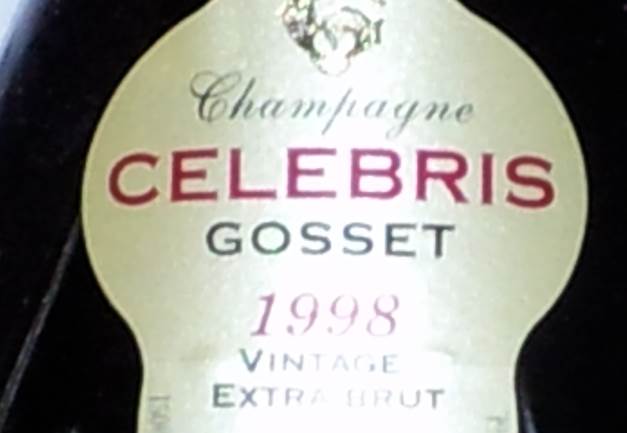 Champagne
CELEBRIS
GOSSET
1998
VINTAGE
EXTRA BRUT